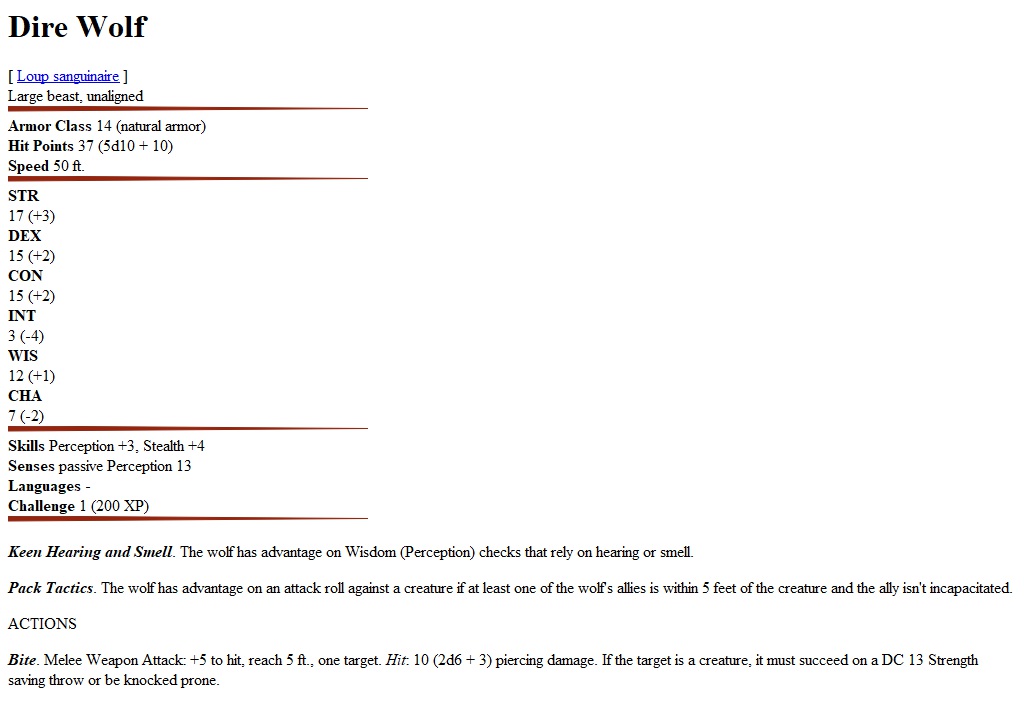 Dire Wolf
[ Loup sanguinaire ]
Large beast, unaligned
Armor Class 14 (natural armor)
Hit Points 37 (5d10 + 10)
Speed 50 ft.
STR
17 (+3)
DEX
15 (+2)
CON
15 (+2)
INT
3 (-4)
WIS
12 (+1)
CHA
7 (-2)
Skills Perception +3, Stealth +4
Senses passive Perception 13
Languages -
Challenge 1 (200 XP)
Keen Hearing and Smell. The wolf has advantage on Wisdom (Perception) checks that rely on hearing or smell.
Pack Tactics. The wolf has advantage on an attack roll against a creature if at least one of the wolf's allies is within 5 feet of the creature and the ally isn't incapacitated.
ACTIONS
Bite. Melee Weapon Attack: +5 to hit, reach 5 ft., one target. Hit: 10 (2d6 + 3) piercing damage. If the target is a creature, it must succeed on a DC 13 Strength
saving throw or be knocked prone.